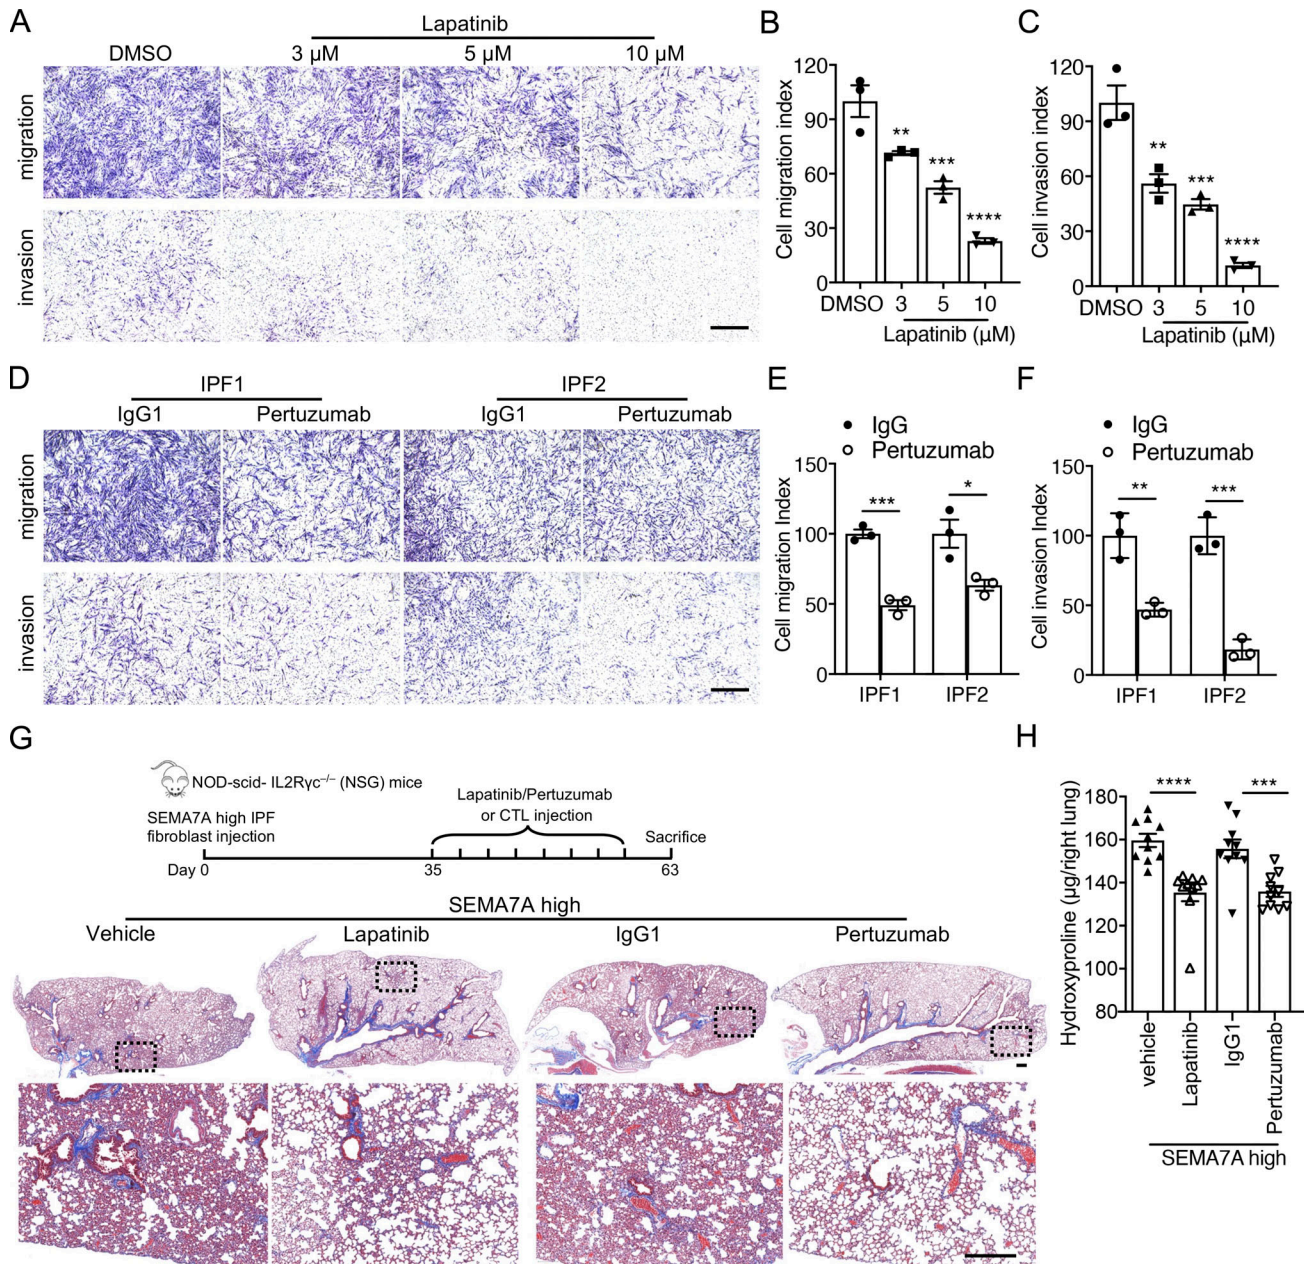 A
Lapatinib
DMSO 3 µM 5 µM 10 µM
migration
invasion
B
Cell migration index
120
90
60
30
0
**
***
****
DMSO 3 5 10
Lapatinib (µM)
C
Cell invasion index
120
90
60
30
0
**
***
****
DMSO 3 5 10
Lapatinib (µM)
D
IPF1 IPF2
IgG1 Pertuzumab IgG1 Pertuzumab
migration
invasion
E
IgG
Pertuzumab
Cell migration Index
150
100
50
0
***
*
IPF1 IPF2
F
IgG
Pertuzumab
Cell invasion Index
150
100
50
0
**
***
IPF1 IPF2
G
NOD-scid- IL2Rγc−/− (NSG) mice
SEMA7A high IPF
fibroblast injection
Lapatinib/Pertuzumab
or CTL injection
Sacrifice
Day 0 35 63
SEMA7A high
Vehicle Lapatinib IgG1 Pertuzumab
H
Hydroxyproline (µg/right lung)
180
160
140
120
100
80
****
***
vehicle
Lapatinib
IgG1
Pertuzumab
SEMA7A high